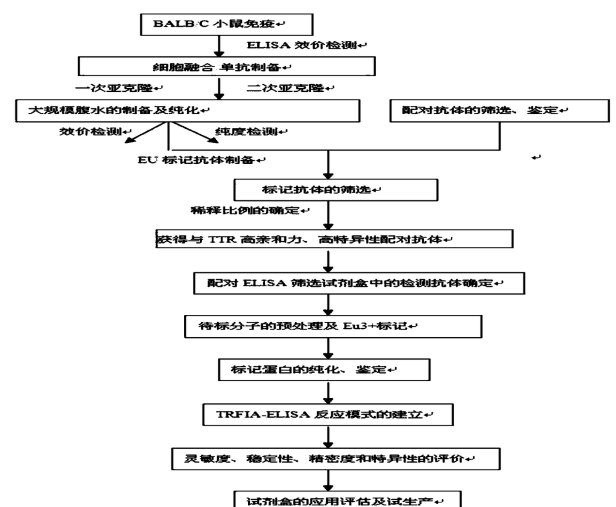 BALB/C 小鼠免疫↵
ELISA 效价检测↵
细胞融合 单抗制备↵
一次亚克隆↵ 二次亚克隆↵
大规模腹水的制备及纯化↵ 配对抗体的筛选、鉴定↵
效价检测↵ 纯度检测↵
EU 标记抗体制备↵ ↵
标记抗体的筛选↵
稀释比例的确定↵
获得与 TTR 高亲和力、高特异性配对抗体↵
配对 ELISA 筛选试剂盒中的检测抗体确定↵
待标分子的预处理及 Eu3+标记↵
标记蛋白的纯化、鉴定↵
TRFIA-ELISA 反应模式的建立↵
灵敏度、稳定性、精密度和特异性的评价↵
试剂盒的应用评估及试生产↵